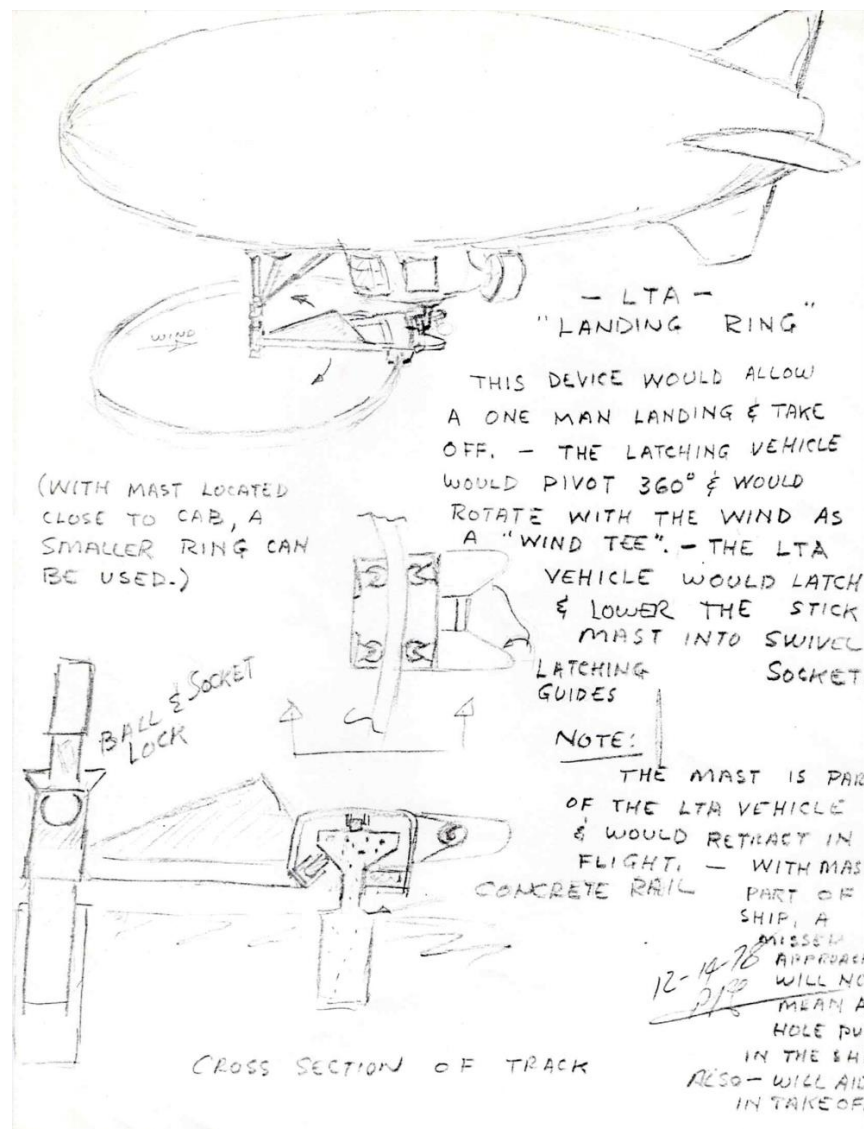 - LTA -
"LANDING RING"
WIND
THIS DEVICE WOULD ALLOW
A ONE MAN LANDING & TAKE
OFF. - THE LATCHING VEHICLE
WOULD PIVOT 360° & WOULD
ROTATE WITH THE WIND AS
A "WIND TEE". - THE LTA
VEHICLE WOULD LATCH
& LOWER THE STICK
MAST INTO SWIVEL
SOCKET
(WITH MAST LOCATED
CLOSE TO CAB, A
SMALLER RING CAN
BE USED.)
LATCHING
GUIDES
BALL & SOCKET
LOCK
NOTE:
THE MAST IS PAR
OF THE LTA VEHICLE
& WOULD RETRACT IN
FLIGHT. - WITH MAS
PART OF
SHIP, A
MISSED
APPROACH
WILL NO
MEAN A
HOLE PU
IN THE SHI
ALSO - WILL AID
IN TAKEOF
CONCRETE RAIL
12-14-78
CROSS SECTION OF TRACK